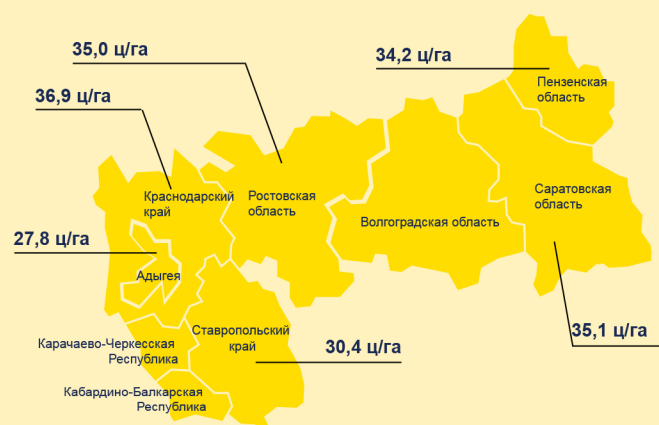 35,0 ц/га
34,2 ц/га
Пензенская
область
36,9 ц/га
Краснодарский
край
Ростовская
область
Саратовская
область
Волгоградская область
27,8 ц/га
Адыгея
Ставропольский
край
35,1 ц/га
30,4 ц/га
Карачаево-Черкесская
Республика
Кабардино-Балкарская
Республика